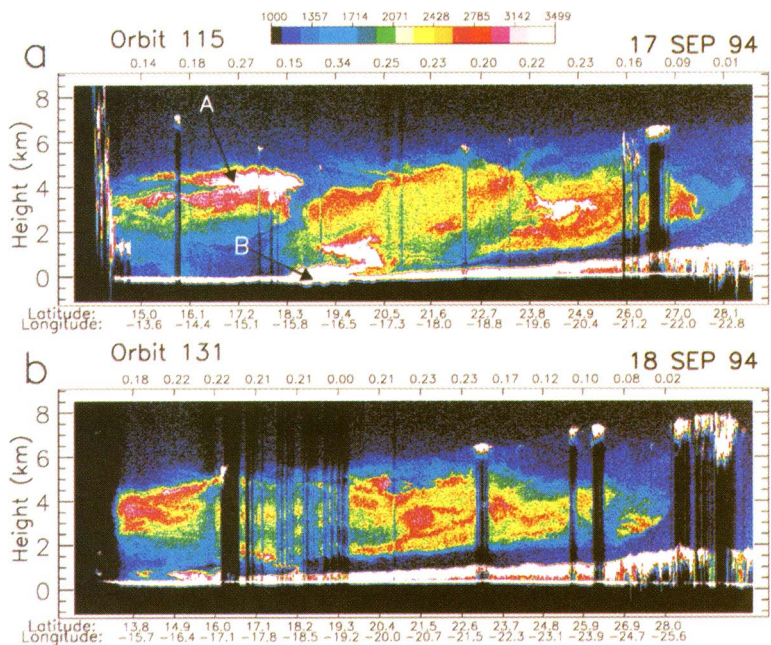 1000 1357 1714 2071 2428 2785 3142 3499
a
Orbit 115
17 SEP 94
0.14 0.18 0.27 0.15 0.34 0.25 0.23 0.20 0.22 0.23 0.16 0.09 0.01
A
B
Height (km)
8
6
4
2
0
Latitude: 15.0 16.1 17.2 18.3 19.4 20.5 21.6 22.7 23.8 24.9 26.0 27.0 28.1
Longitude: -13.6 -14.4 -15.1 -15.8 -16.5 -17.3 -18.0 -18.8 -19.6 -20.4 -21.2 -22.0 -22.8
b
Orbit 131
18 SEP 94
0.18 0.22 0.22 0.21 0.21 0.00 0.21 0.23 0.23 0.17 0.12 0.10 0.08 0.02
Height (km)
8
6
4
2
0
Latitude: 13.8 14.9 16.0 17.1 18.2 19.3 20.4 21.5 22.6 23.7 24.8 25.9 26.9 28.0
Longitude: -15.7 -16.4 -17.1 -17.8 -18.5 -19.2 -20.0 -20.7 -21.5 -22.3 -23.1 -23.9 -24.7 -25.6